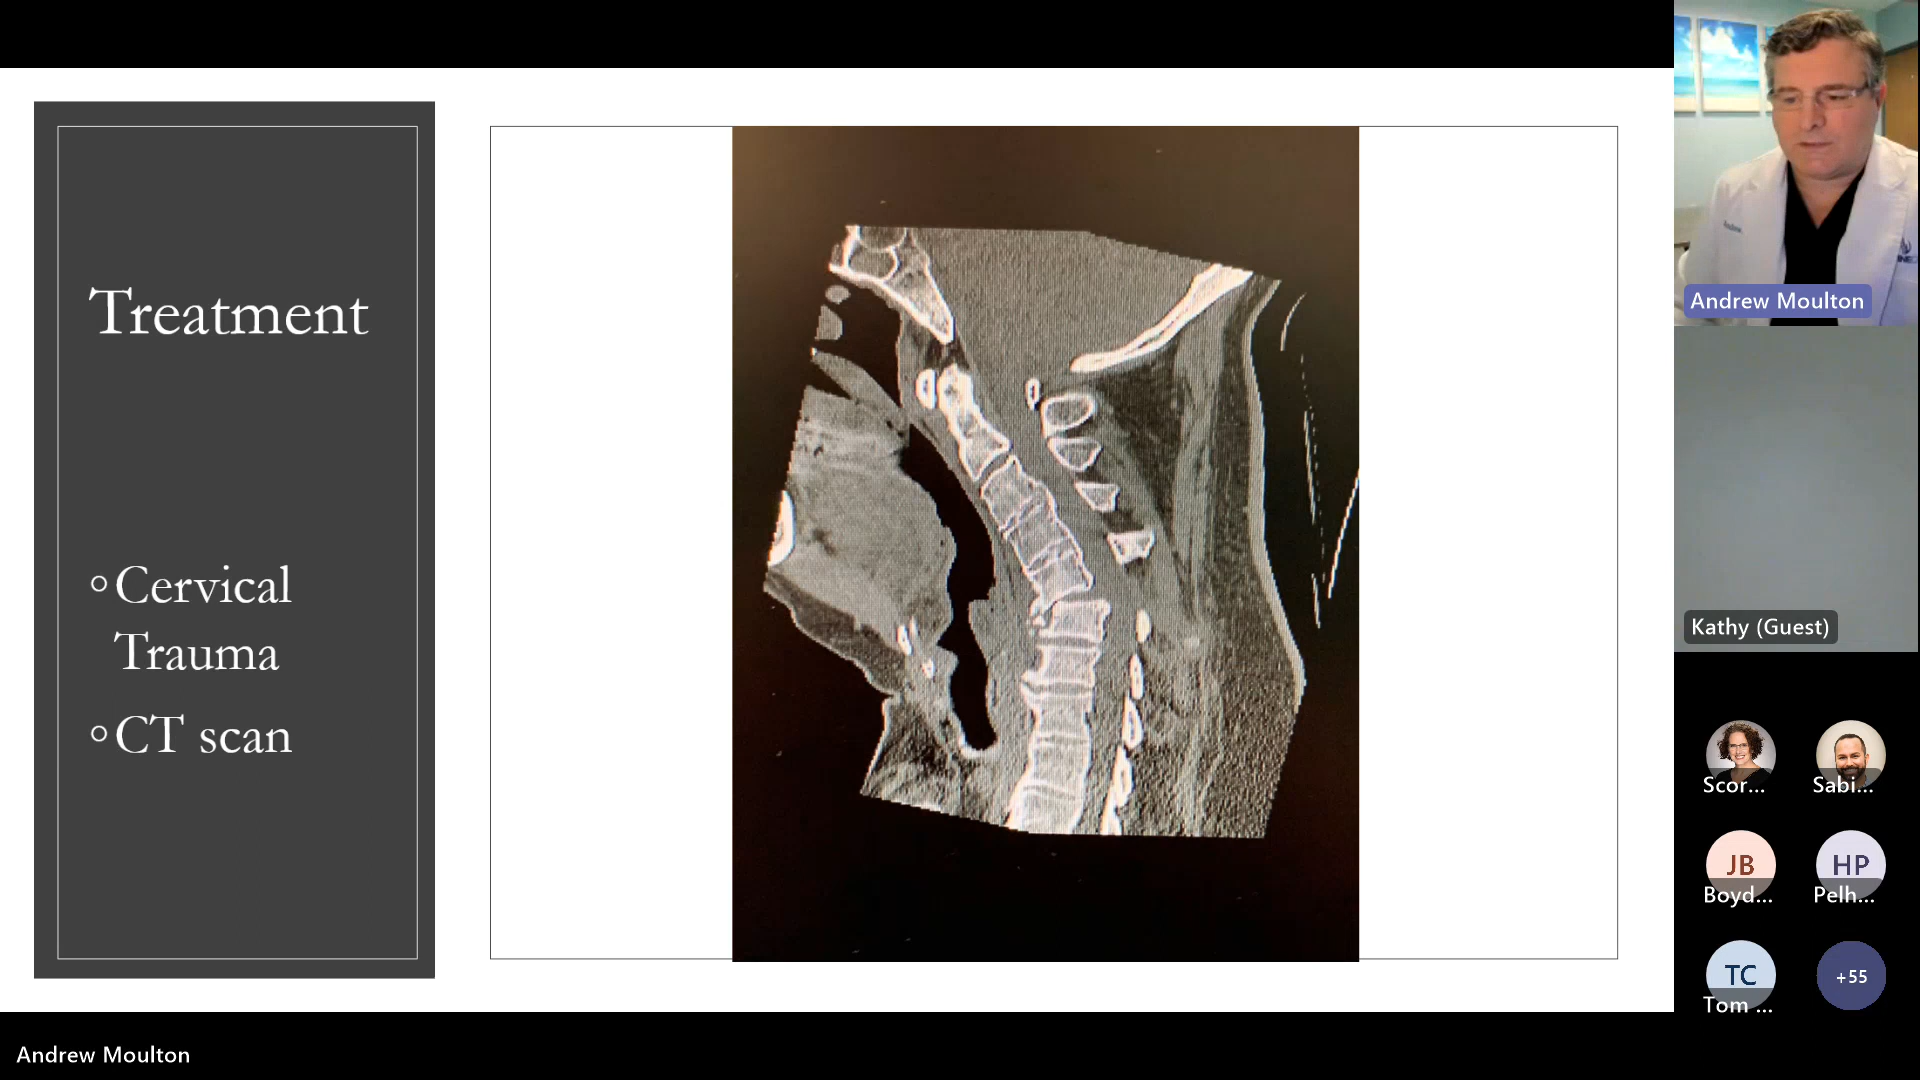 Treatment
Cervical
Trauma
CT scan
Andrew Moulton
Kathy (Guest)
Scor...
Sabi...
JB
Boyd...
HP
Pelh...
TC
Tom ...
+55
Andrew Moulton